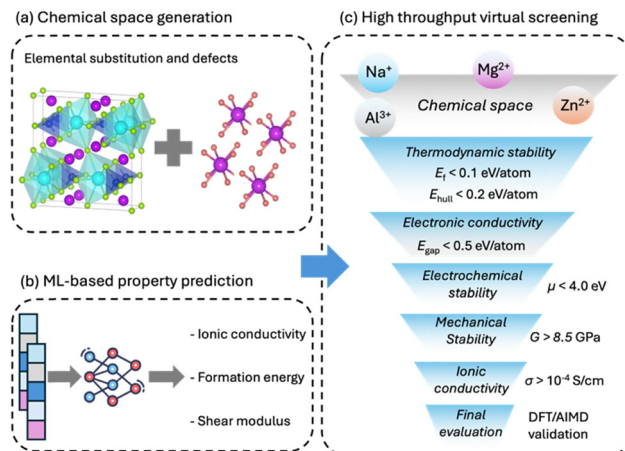 (a) Chemical space generation
Elemental substitution and defects
(b) ML-based property prediction
- Ionic conductivity
- Formation energy
- Shear modulus
(c) High throughput virtual screening
Na⁺
Mg²⁺
Al³⁺
Zn²⁺
Chemical space
Thermodynamic stability
E_f < 0.1 eV/atom
E_hull < 0.2 eV/atom
Electronic conductivity
E_gap < 0.5 eV/atom
Electrochemical
stability
μ < 4.0 eV
Mechanical
Stability
G > 8.5 GPa
Ionic
conductivity
σ > 10⁻⁴ S/cm
Final
evaluation
DFT/AIMD
validation